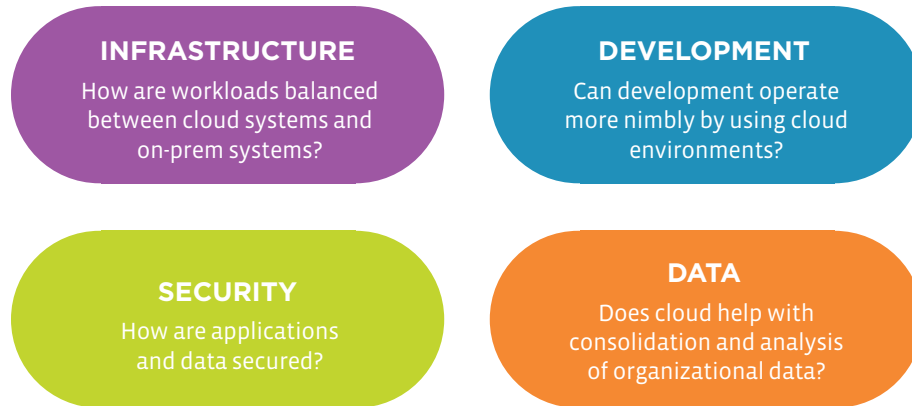 INFRASTRUCTURE
How are workloads balanced
between cloud systems and
on-prem systems?
DEVELOPMENT
Can development operate
more nimbly by using cloud
environments?
SECURITY
How are applications
and data secured?
DATA
Does cloud help with
consolidation and analysis
of organizational data?